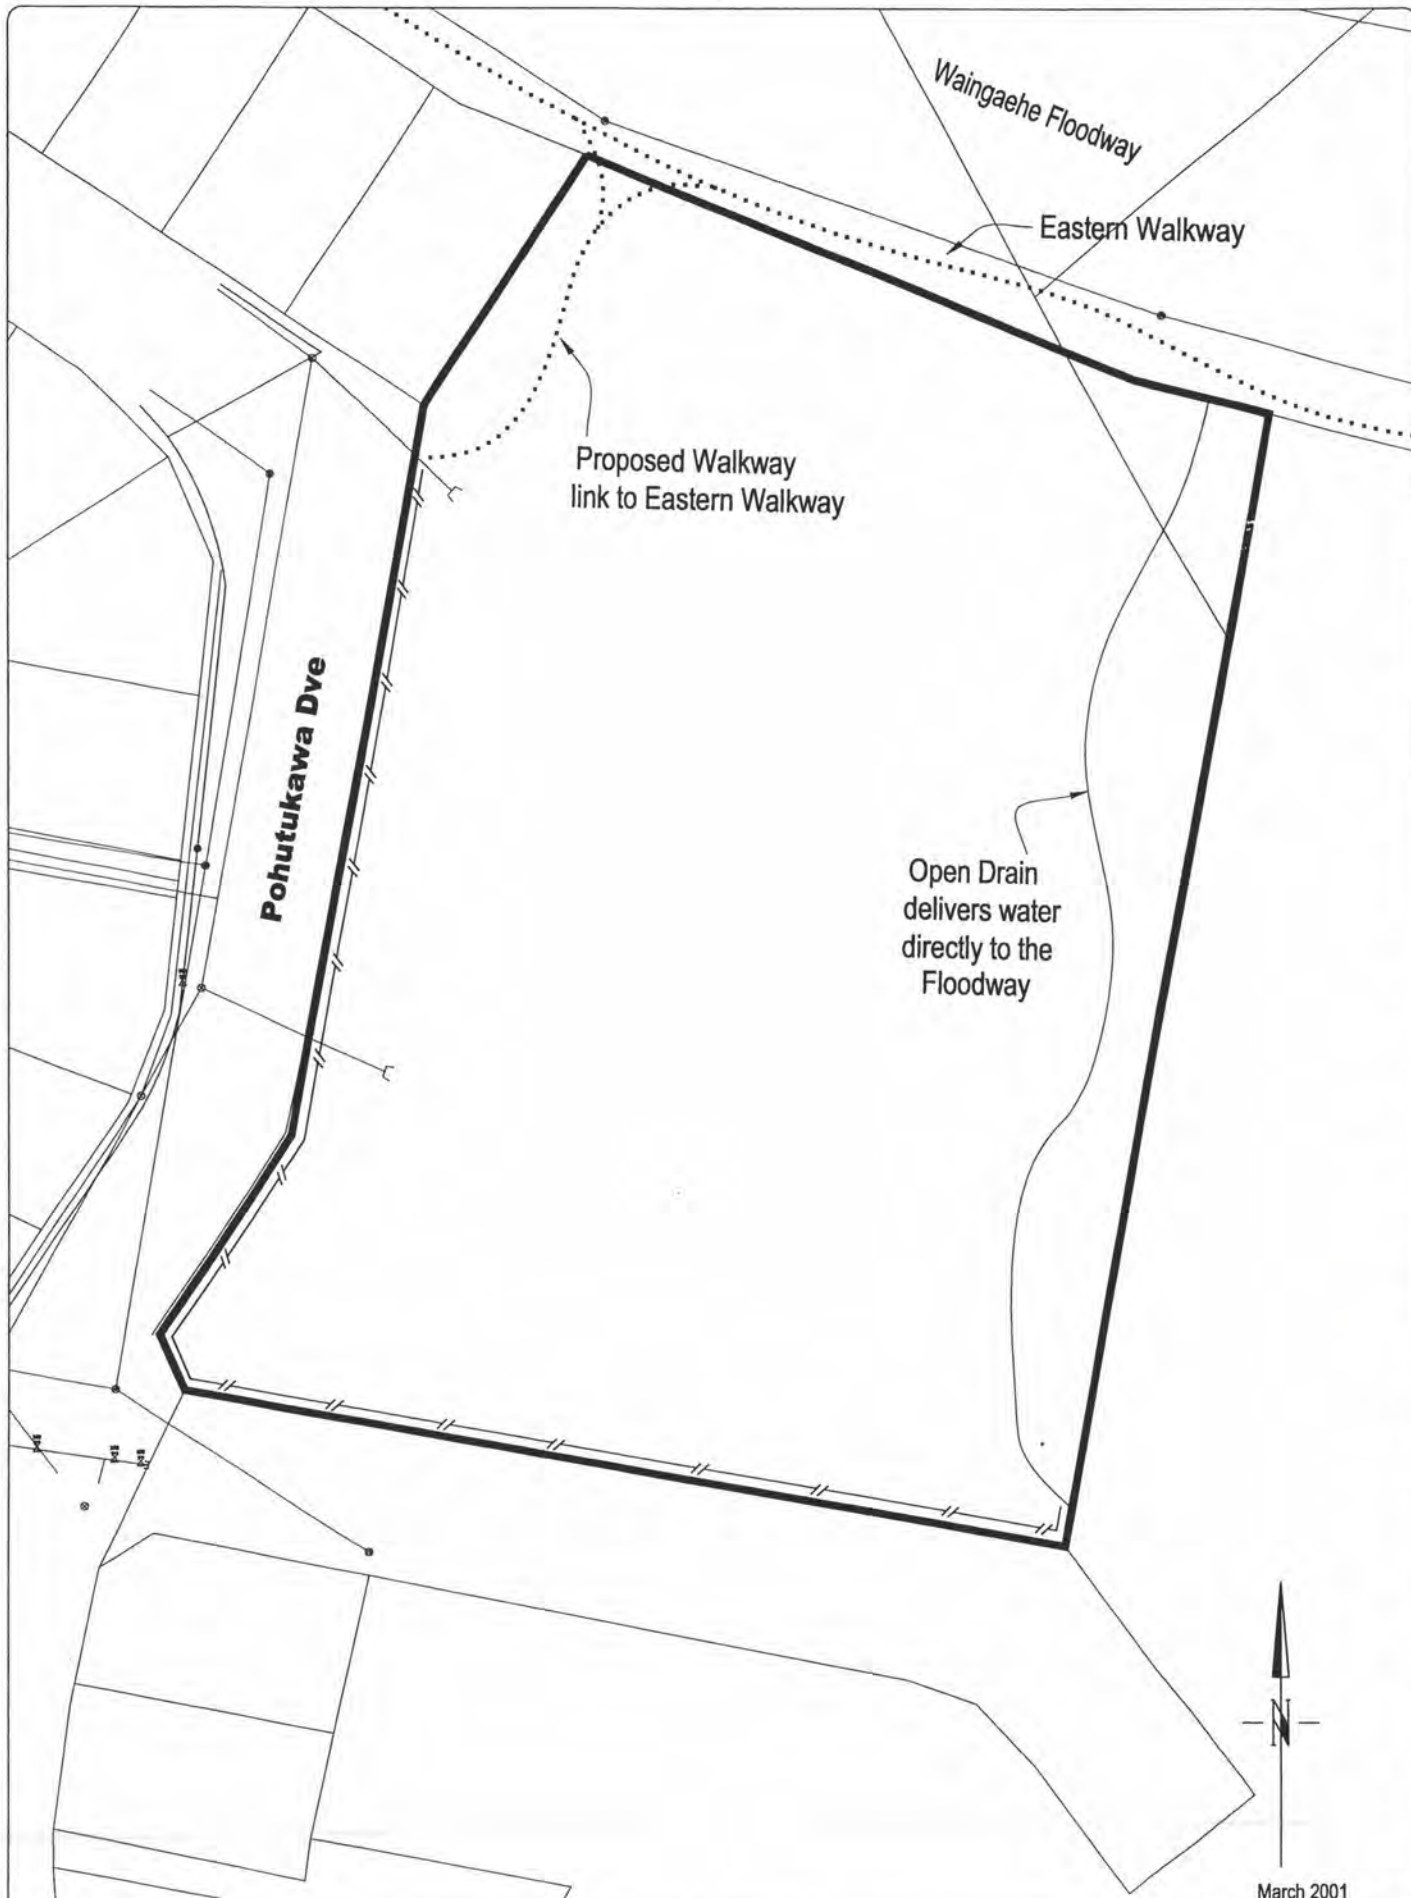 Waingaehe Floodway
Eastern Walkway
Proposed Walkway
link to Eastern Walkway
Pohutukawa Dve
Open Drain
delivers water
directly to the
Floodway
N
March 2001